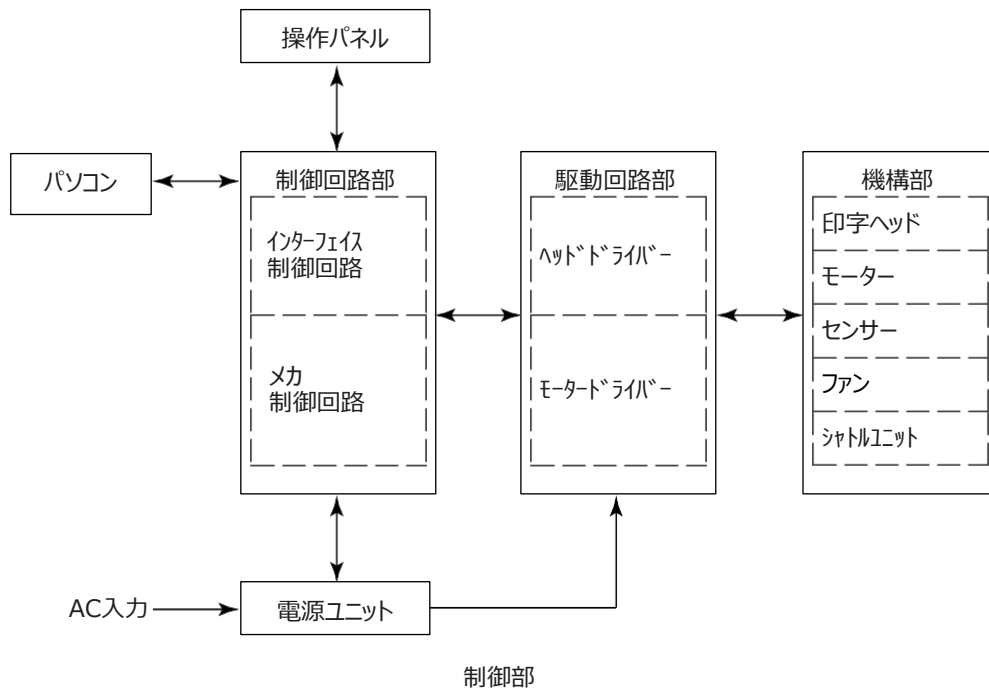 操作パネル
パソコン
制御回路部
ｲﾝﾀｰﾌｪｲｽ
制御回路
メカ
制御回路
駆動回路部
ﾍｯﾄﾞﾄﾞﾗｲﾊﾞｰ
ﾓｰﾀｰﾄﾞﾗｲﾊﾞｰ
機構部
印字ヘッド
モーター
センサー
ファン
ｼｬﾄﾙﾕﾆｯﾄ
AC入力
電源ユニット
制御部